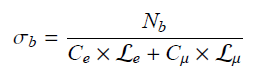 σ_b = N_b / (C_e × ℒ_e + C_μ × ℒ_μ)